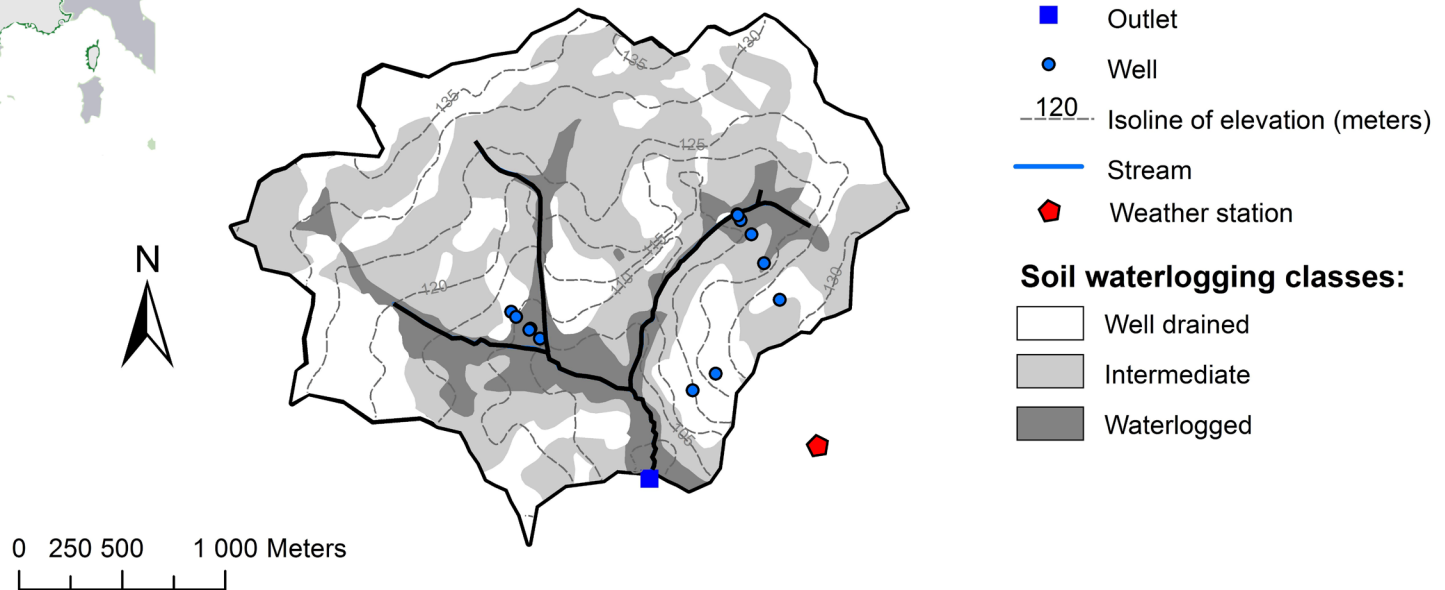 135
130
135
125
115
110
120
130
105
N
0 250 500 1 000 Meters
Outlet
Well
120 Isoline of elevation (meters)
Stream
Weather station
Soil waterlogging classes:
Well drained
Intermediate
Waterlogged